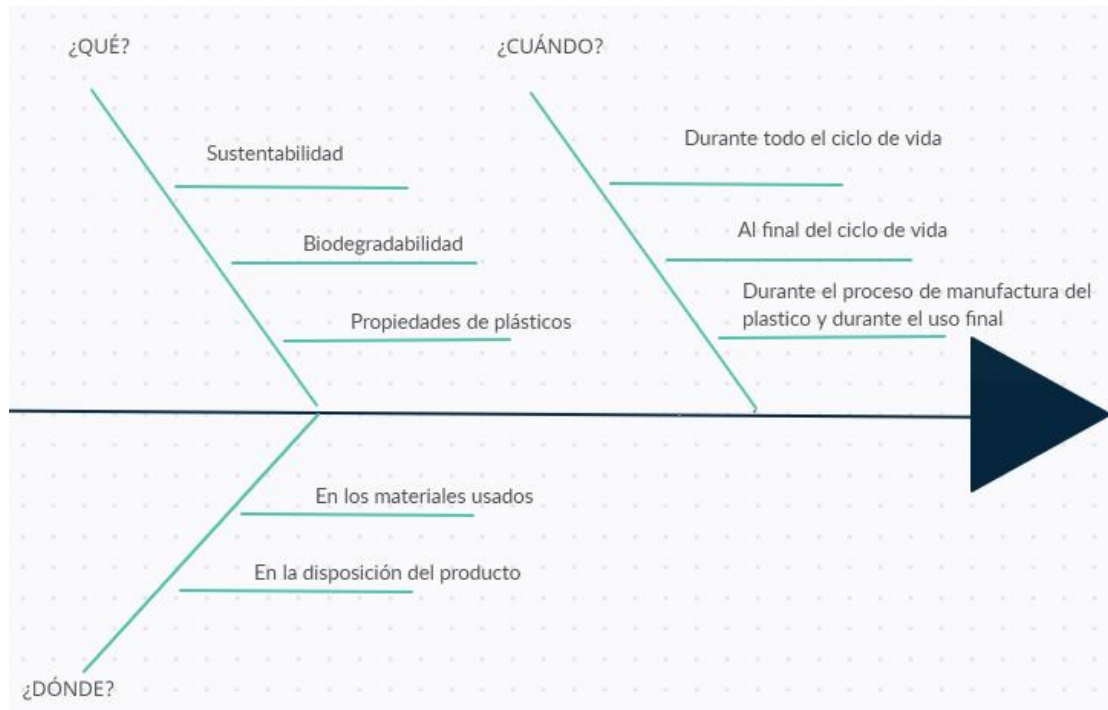 ¿QUÉ?
Sustentabilidad
Biodegradabilidad
Propiedades de plásticos
¿CUÁNDO?
Durante todo el ciclo de vida
Al final del ciclo de vida
Durante el proceso de manufactura del
plastico y durante el uso final
En los materiales usados
En la disposición del producto
¿DÓNDE?